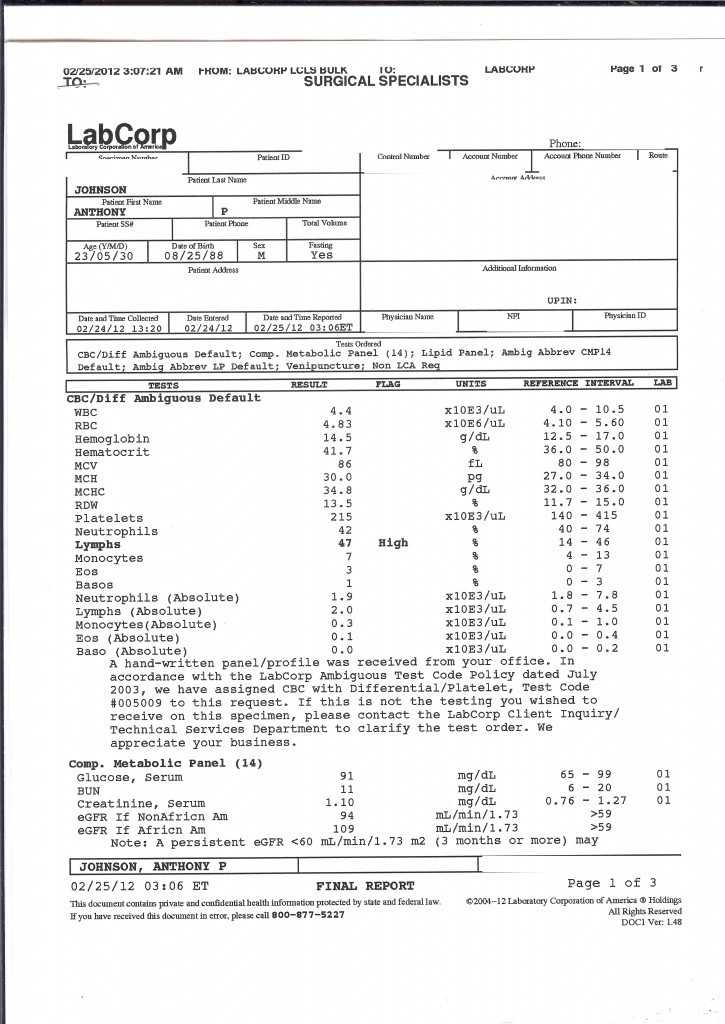 02/25/2012 3:07:21 AM FROM: LABCORP LCLS BULK TO: LABCORP Page 1 of 3
TO: SURGICAL SPECIALISTS
LabCorp
Laboratory Corporation of America
Phone:
Specimen Number Patient ID Control Number Account Number Account Phone Number Route
Patient Last Name Account Address
JOHNSON
Patient First Name Patient Middle Name
ANTHONY P
Patient SS# Patient Phone Total Volume
Age (Y/M/D) Date of Birth Sex Fasting
23/05/30 08/25/88 M Yes
Patient Address Additional Information
UPIN:
Date and Time Collected Date Entered Date and Time Reported Physician Name NPI Physician ID
02/24/12 13:20 02/24/12 02/25/12 03:06ET
Tests Ordered
CBC/Diff Ambiguous Default; Comp. Metabolic Panel (14); Lipid Panel; Ambig Abbrev CMP14
Default; Ambig Abbrev LP Default; Venipuncture; Non LCA Req
TESTS RESULT FLAG UNITS REFERENCE INTERVAL LAB
CBC/Diff Ambiguous Default
WBC 4.4 x10E3/uL 4.0 - 10.5 01
RBC 4.83 x10E6/uL 4.10 - 5.60 01
Hemoglobin 14.5 g/dL 12.5 - 17.0 01
Hematocrit 41.7 % 36.0 - 50.0 01
MCV 86 fL 80 - 98 01
MCH 30.0 pg 27.0 - 34.0 01
MCHC 34.8 g/dL 32.0 - 36.0 01
RDW 13.5 % 11.7 - 15.0 01
Platelets 215 x10E3/uL 140 - 415 01
Neutrophils 42 % 40 - 74 01
Lymphs 47 High % 14 - 46 01
Monocytes 7 % 4 - 13 01
Eos 3 % 0 - 7 01
Basos 1 % 0 - 3 01
Neutrophils (Absolute) 1.9 x10E3/uL 1.8 - 7.8 01
Lymphs (Absolute) 2.0 x10E3/uL 0.7 - 4.5 01
Monocytes(Absolute) 0.3 x10E3/uL 0.1 - 1.0 01
Eos (Absolute) 0.1 x10E3/uL 0.0 - 0.4 01
Baso (Absolute) 0.0 x10E3/uL 0.0 - 0.2 01
A hand-written panel/profile was received from your office. In
accordance with the LabCorp Ambiguous Test Code Policy dated July
2003, we have assigned CBC with Differential/Platelet, Test Code
#005009 to this request. If this is not the testing you wished to
receive on this specimen, please contact the LabCorp Client Inquiry/
Technical Services Department to clarify the test order. We
appreciate your business.
Comp. Metabolic Panel (14)
Glucose, Serum 91 mg/dL 65 - 99 01
BUN 11 mg/dL 6 - 20 01
Creatinine, Serum 1.10 mg/dL 0.76 - 1.27 01
eGFR If NonAfricn Am 94 mL/min/1.73 >59
eGFR If Africn Am 109 mL/min/1.73 >59
Note: A persistent eGFR <60 mL/min/1.73 m2 (3 months or more) may
JOHNSON, ANTHONY P
02/25/12 03:06 ET FINAL REPORT Page 1 of 3
This document contains private and confidential health information protected by state and federal law. ©2004-12 Laboratory Corporation of America ® Holdings
If you have received this document in error, please call 800-877-5227 All Rights Reserved
DOC1 Ver: 1.48